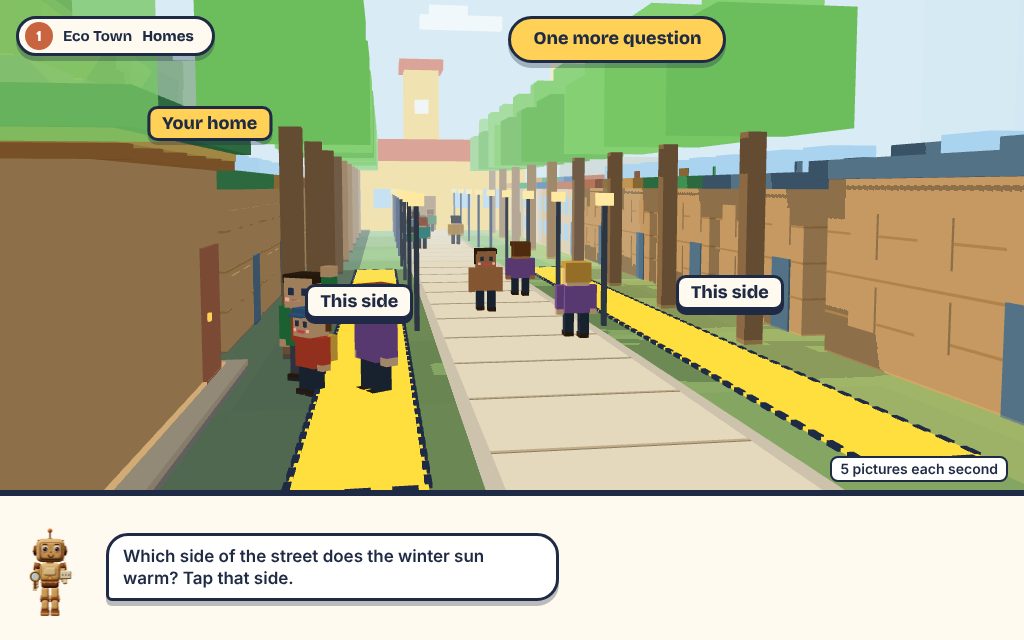 1 Eco Town Homes
One more question
Your home
This side
This side
5 pictures each second
Which side of the street does the winter sun
warm? Tap that side.